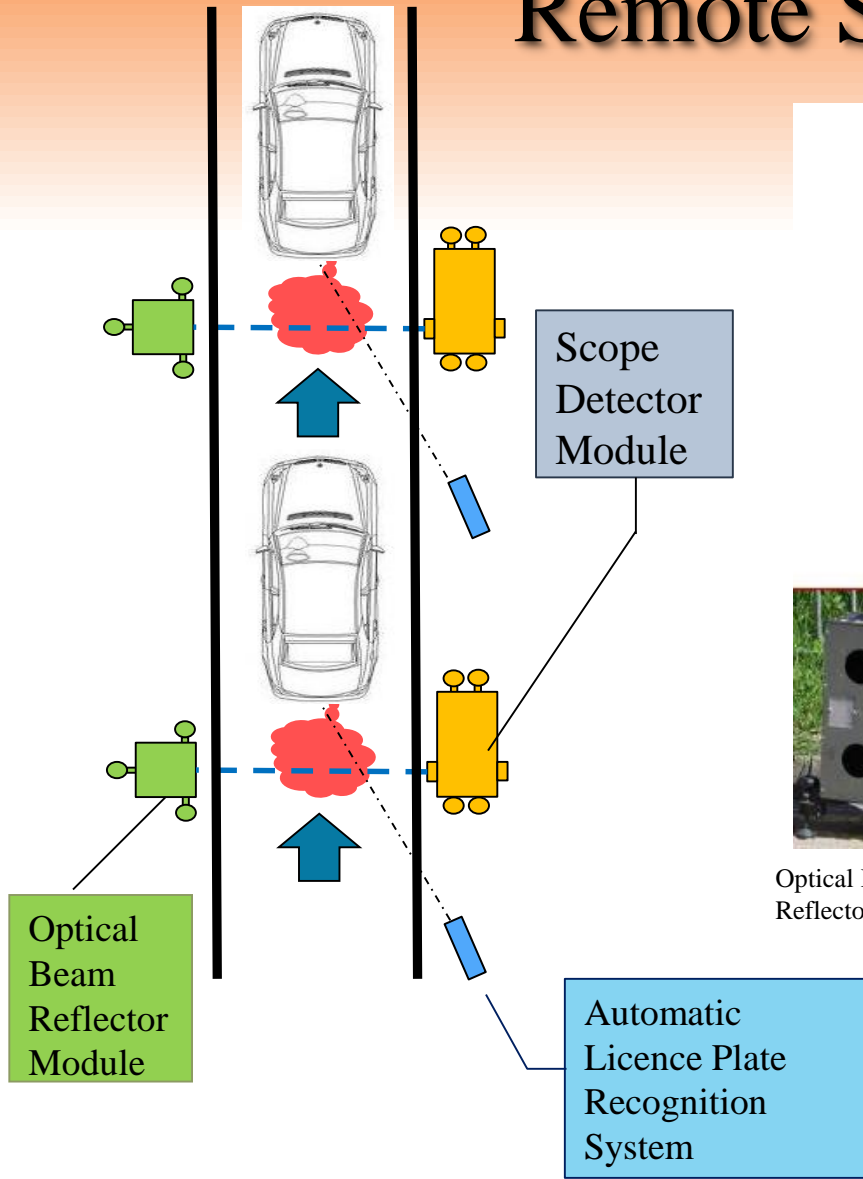 Remote
Scope
Detector
Module
Optical
Reflecto
Optical
Beam
Reflector
Module
Automatic
Licence Plate
Recognition
System